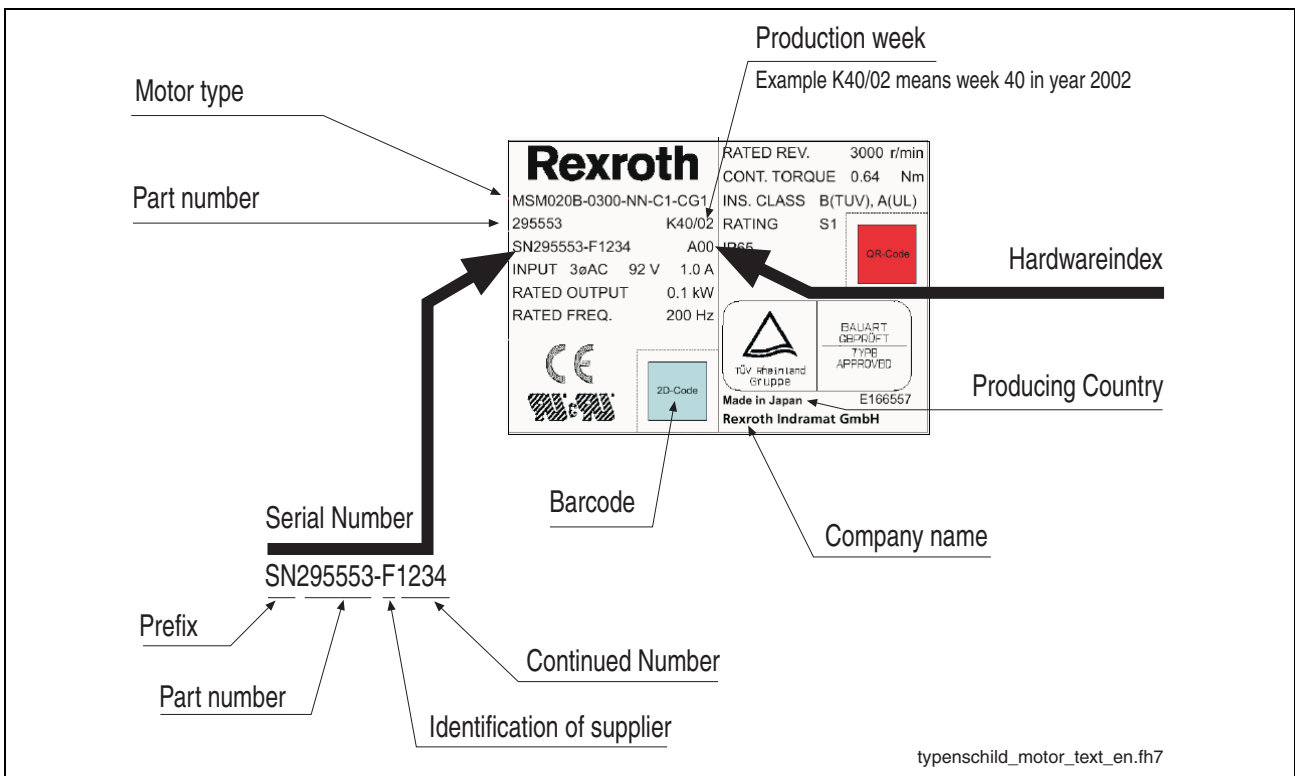 Production week
Example K40/02 means week 40 in year 2002
Motor type
Part number
Rexroth
MSM020B-0300-NN-C1-CG1
295553 K40/02
SN295553-F1234 A00
INPUT 3øAC 92 V 1.0 A
RATED OUTPUT 0.1 kW
RATED FREQ. 200 Hz
CE
2D-Code
RATED REV. 3000 r/min
CONT. TORQUE 0.64 Nm
INS. CLASS B(TUV), A(UL)
RATING S1
IP65
QR-Code
TÜV Rheinland
Gruppe
BAUART
GEPRÜFT
TYPE
APPROVED
Made in Japan E166557
Rexroth Indramat GmbH
Hardwareindex
Producing Country
Barcode
Company name
Serial Number
SN295553-F1234
Prefix
Part number
Continued Number
Identification of supplier
typenschild_motor_text_en.fh7